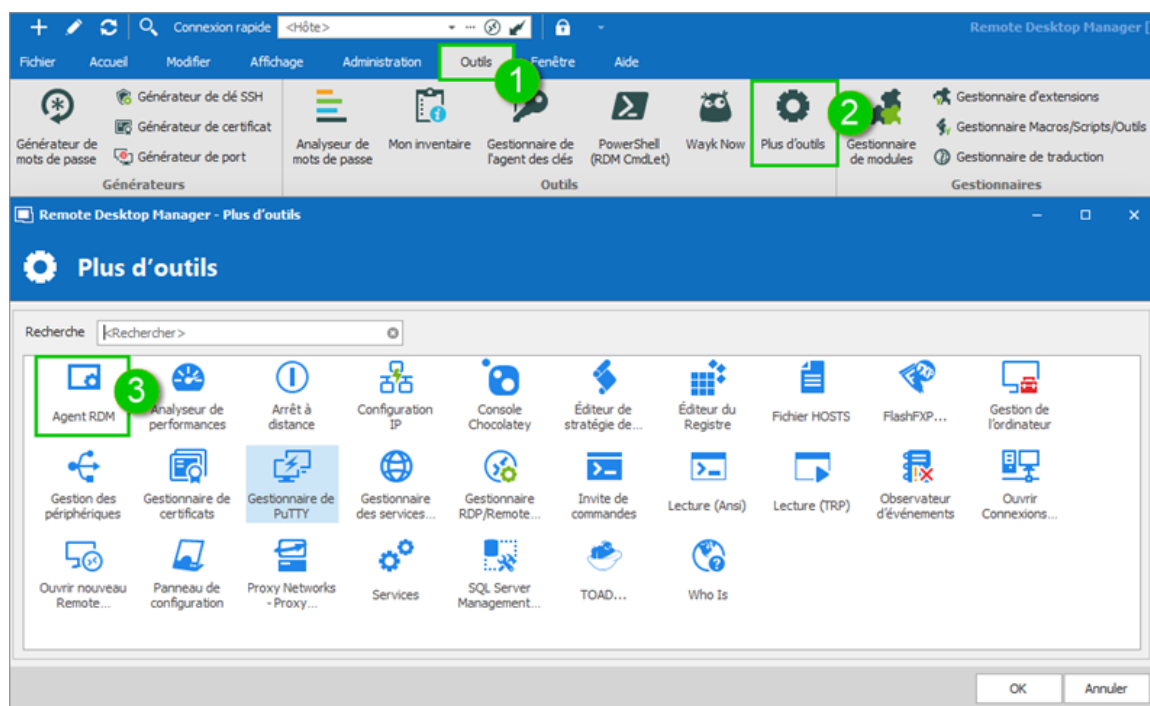 Connexion rapide <Hôte>
Remote Desktop Manager [
Fichier Accueil Modifier Affichage Administration Outils Fenêtre Aide
1
Générateur de mots de passe
Générateur de clé SSH
Générateur de certificat
Générateur de port
Générateurs
Analyseur de mots de passe
Mon inventaire
Gestionnaire de l'agent des clés
PowerShell (RDM CmdLet)
Wayk Now
Plus d'outils
2
Outils
Gestionnaire de modules
Gestionnaire d'extensions
Gestionnaire Macros/Scripts/Outils
Gestionnaire de traduction
Gestionnaires
Remote Desktop Manager - Plus d'outils
Plus d'outils
Recherche <Rechercher>
3
Agent RDM
Analyseur de performances
Arrêt à distance
Configuration IP
Console Chocolatey
Éditeur de stratégie de...
Éditeur du Registre
Fichier HOSTS
FlashFXP...
Gestion de l'ordinateur
Gestion des périphériques
Gestionnaire de certificats
Gestionnaire de PuTTY
Gestionnaire des services...
Gestionnaire RDP/Remote...
Invite de commandes
Lecture (Ansi)
Lecture (TRP)
Observateur d'événements
Ouvrir Connexions...
Ouvrir nouveau Remote...
Panneau de configuration
Proxy Networks - Proxy...
Services
SQL Server Management...
TOAD...
Who Is
OK Annuler